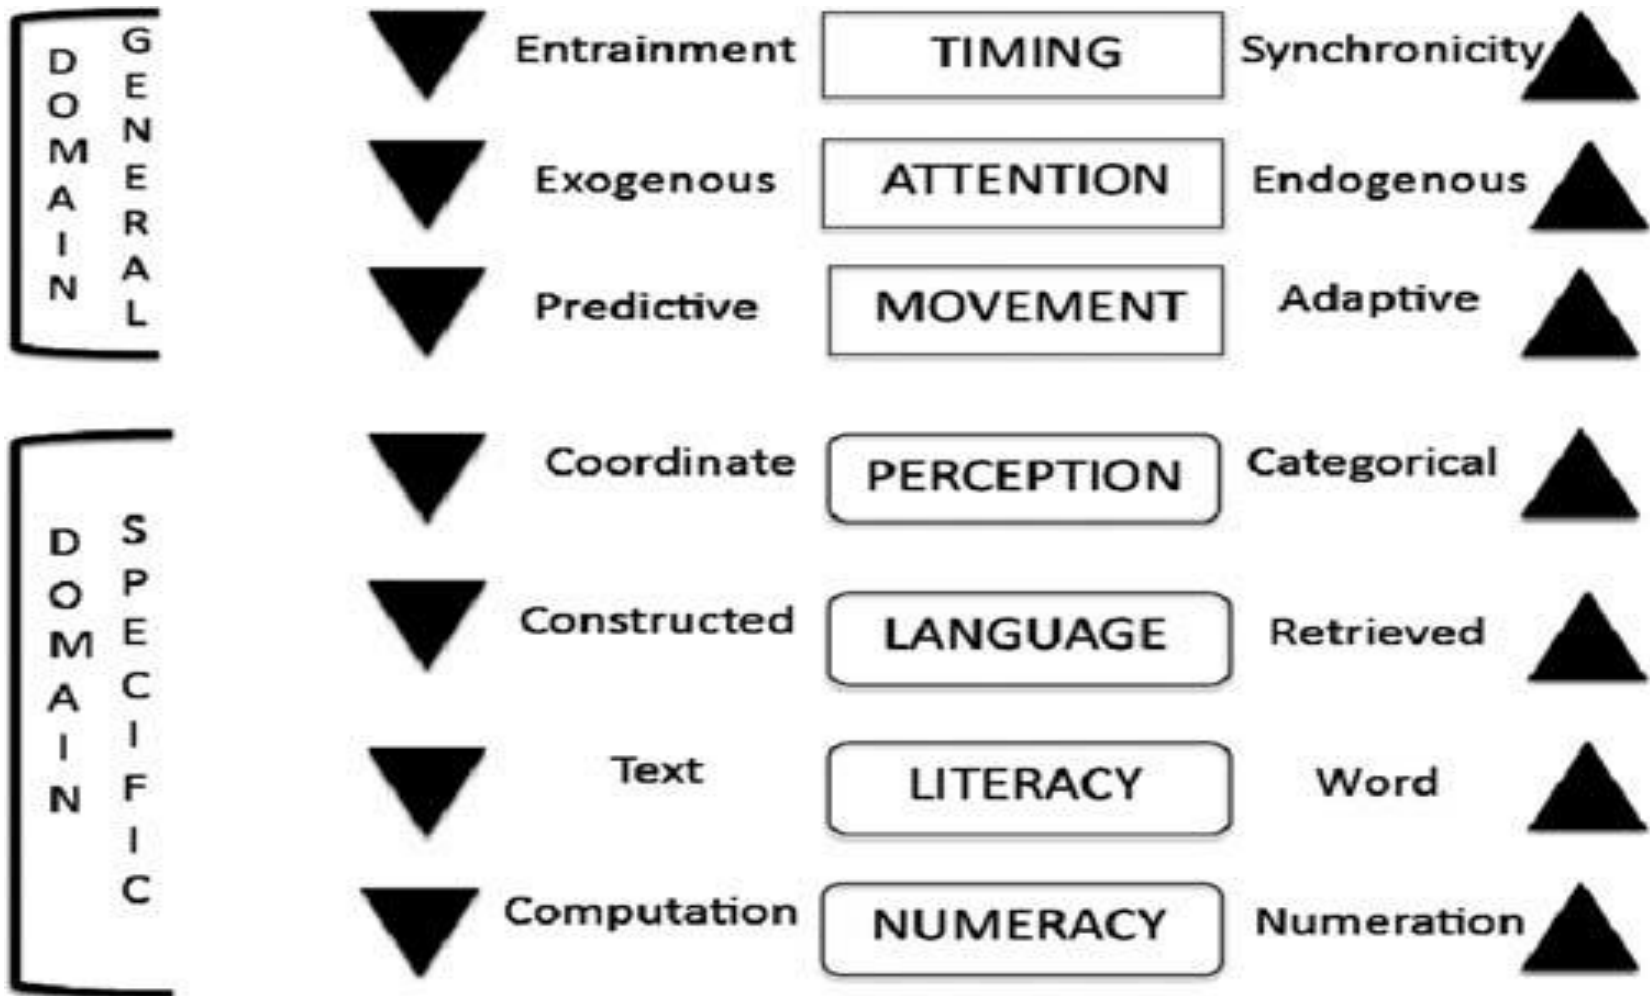 DOMAIN GENERAL
Entrainment TIMING Synchronicity
Exogenous ATTENTION Endogenous
Predictive MOVEMENT Adaptive
DOMAIN SPECIFIC
Coordinate PERCEPTION Categorical
Constructed LANGUAGE Retrieved
Text LITERACY Word
Computation NUMERACY Numeration